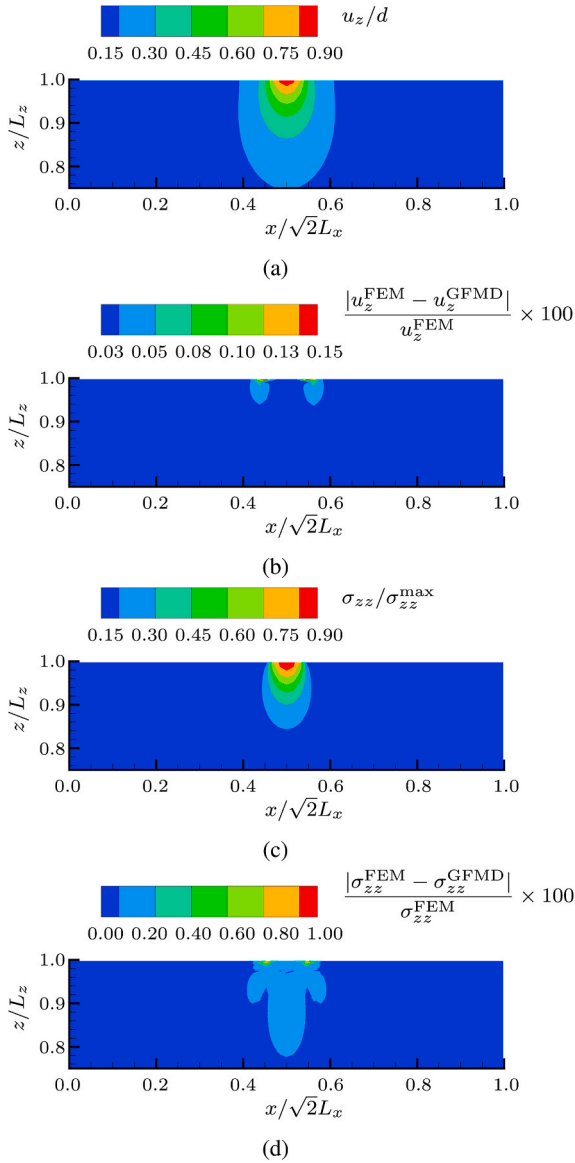 u_z/d
0.15 0.30 0.45 0.60 0.75 0.90
z/L_z
1.0
0.9
0.8
0.0 0.2 0.4 0.6 0.8 1.0
x/√2L_x
(a)
|u_z^FEM − u_z^GFMD|
u_z^FEM
× 100
0.03 0.05 0.08 0.10 0.13 0.15
z/L_z
1.0
0.9
0.8
0.0 0.2 0.4 0.6 0.8 1.0
x/√2L_x
(b)
σ_zz/σ_zz^max
0.15 0.30 0.45 0.60 0.75 0.90
z/L_z
1.0
0.9
0.8
0.0 0.2 0.4 0.6 0.8 1.0
x/√2L_x
(c)
|σ_zz^FEM − σ_zz^GFMD|
σ_zz^FEM
× 100
0.00 0.20 0.40 0.60 0.80 1.00
z/L_z
1.0
0.9
0.8
0.0 0.2 0.4 0.6 0.8 1.0
x/√2L_x
(d)